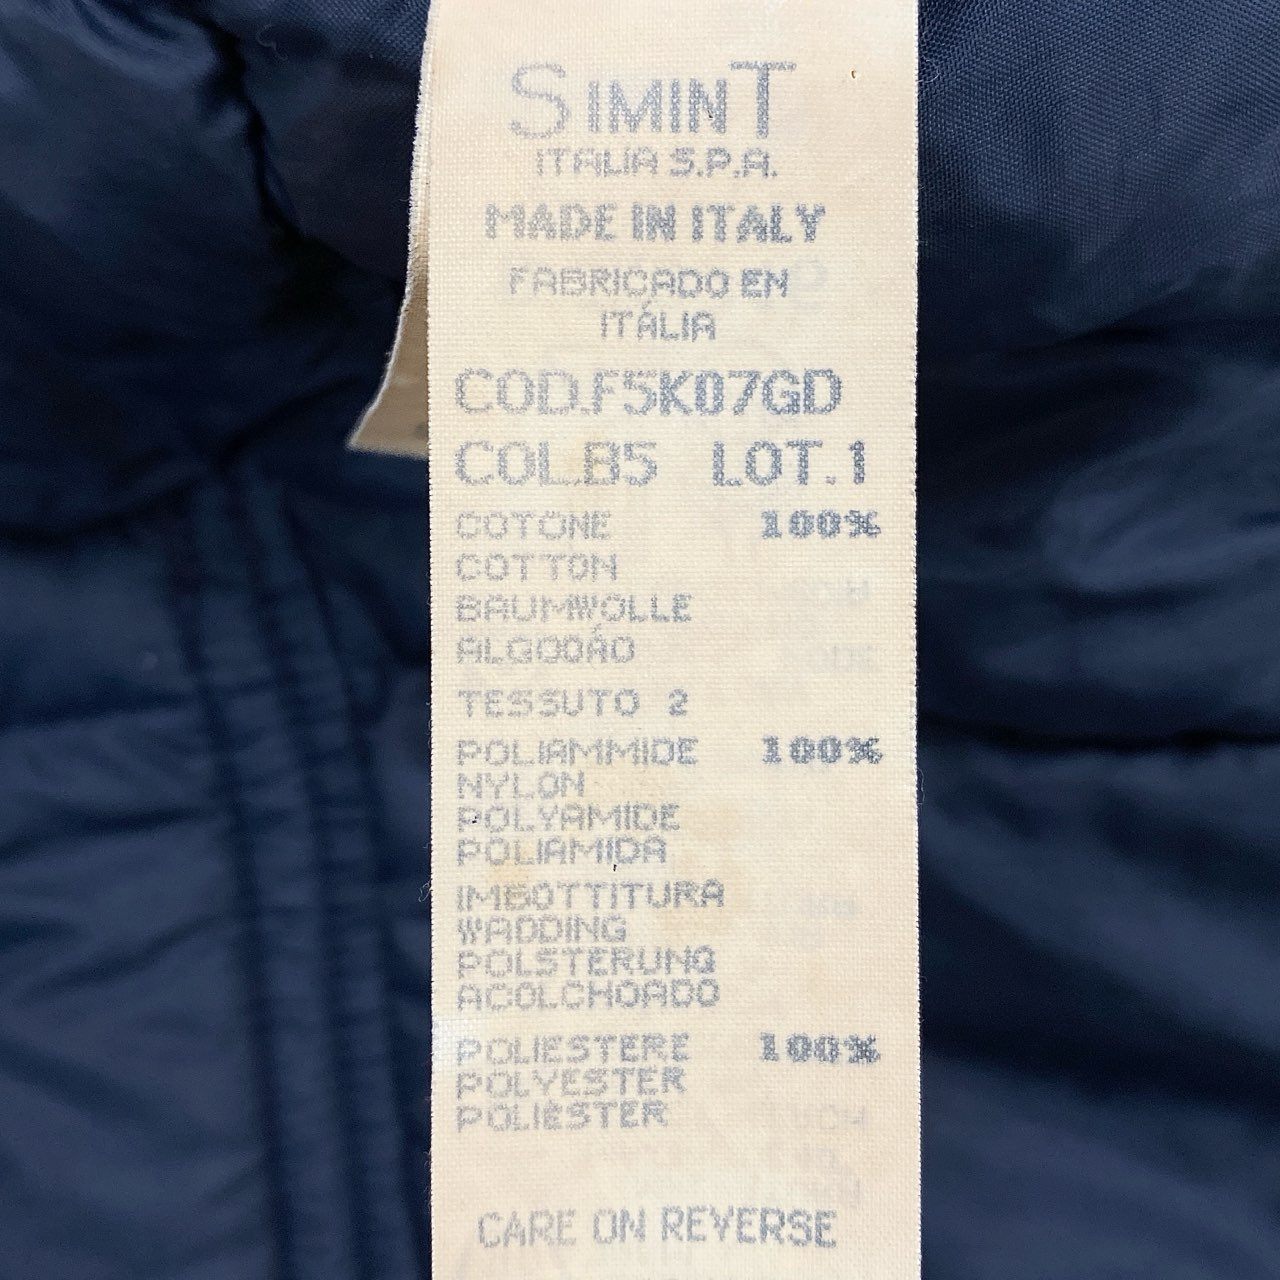 SIMINT
ITALIA S.P.A.
MADE IN ITALY
FABRICADO EN
ITÁLIA
COD.F5K07GD
COL.B5 LOT.1
COTONE 100%
COTTON
BAUMWOLLE
ALGODÁO
TESSUTO 2
POLIAMMIDE 100%
NYLON
POLYAMIDE
POLIAMIDA
IMBOTTITURA
WADDING
POLSTERUNG
ACOLCHOADO
POLIESTERE 100%
POLYESTER
POLIÉSTER
CARE ON REVERSE